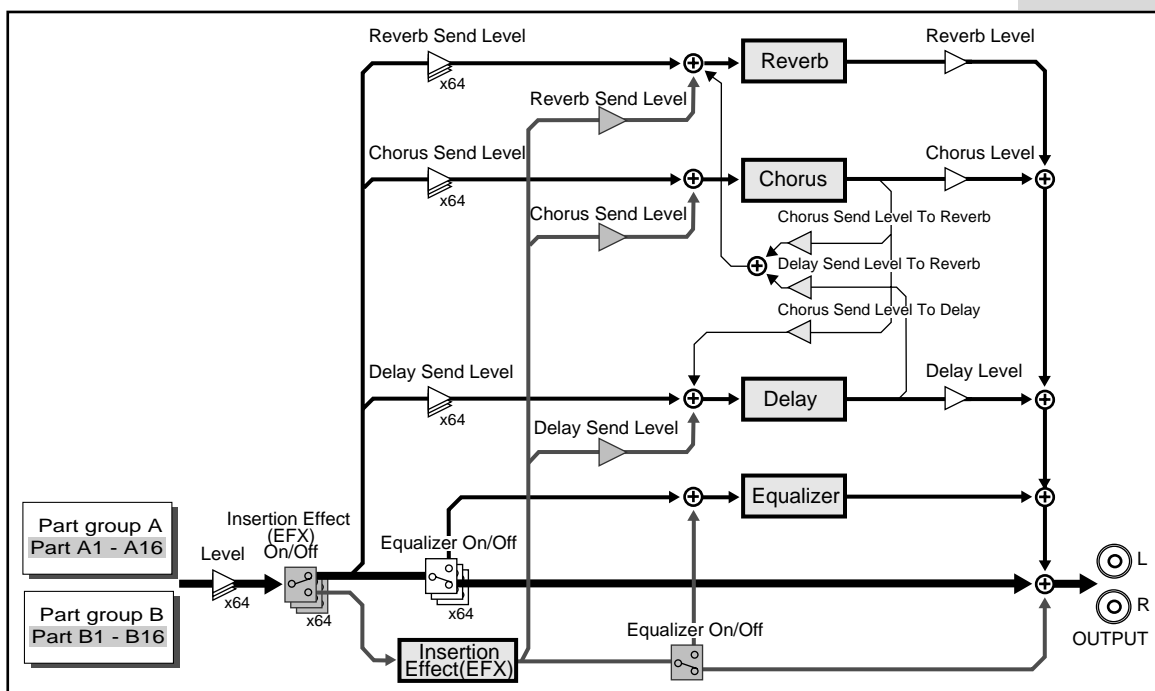 Reverb Send Level
Reverb Level
Reverb
x64
Reverb Send Level
Chorus Send Level
Chorus Level
Chorus
x64
Chorus Send Level
Chorus Send Level To Reverb
Delay Send Level To Reverb
Chorus Send Level To Delay
Delay Send Level
Delay Level
Delay
x64
Delay Send Level
Equalizer
Part group A
Part A1 - A16
Insertion Effect
(EFX)
On/Off
Equalizer On/Off
Level
x64
x64
x64
L
Part group B
Part B1 - B16
R
OUTPUT
Equalizer On/Off
Insertion
Effect(EFX)